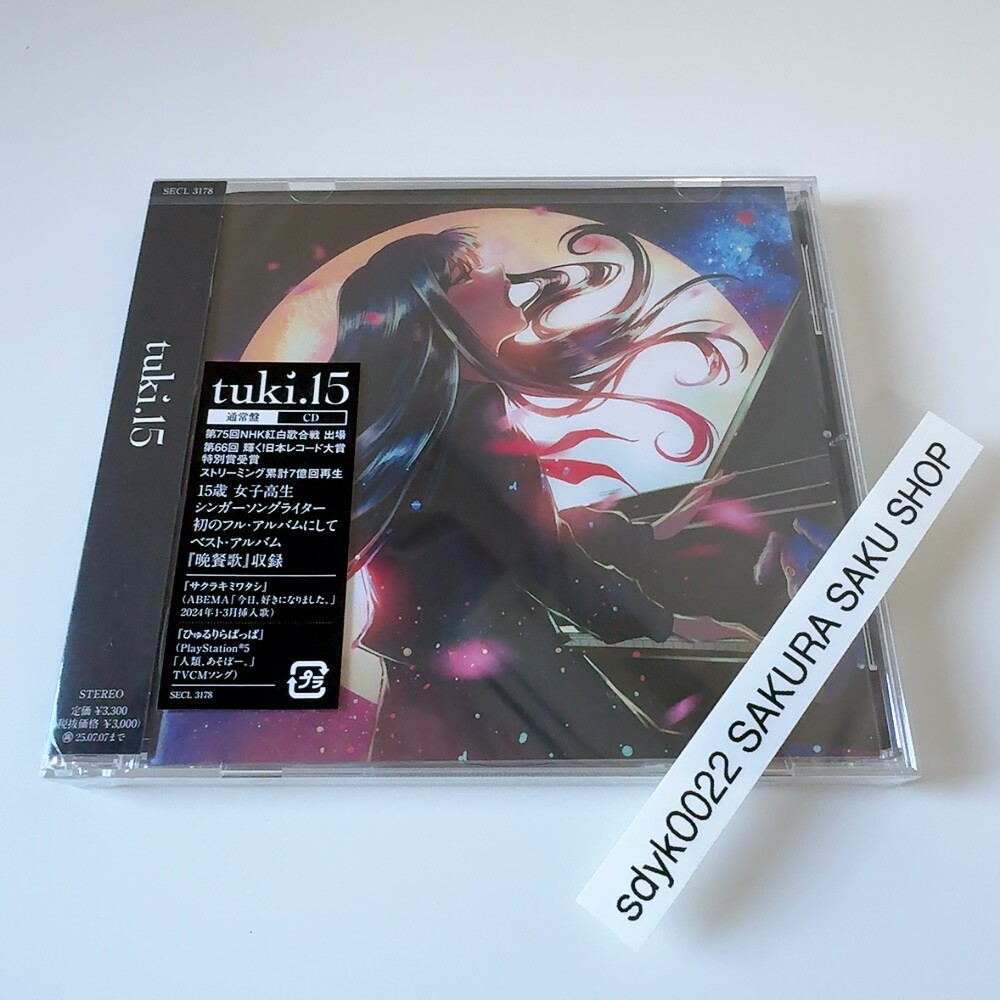 SECL 3178
tuki.15
STEREO
定価 ¥3,300
(税抜価格 ¥3,000)
25.07.07まで
tuki.15
通常盤 CD
第75回NHK紅白歌合戦 出場
第66回 輝く!日本レコード大賞
特別賞受賞
ストリーミング累計7億回再生
15歳 女子高生
シンガーソングライター
初のフル・アルバムにして
ベスト・アルバム
『晩餐歌』収録
『サクラキミワタシ』
(ABEMA「今日、好きになりました。」
2024年1-3月挿入歌)
『ひゅるりらぱっぱ』
(PlayStation®5
「人類、あそぼー。」
TVCMソング)
SECL 3178
プラ
sdyk0022 SAKURA SAKU SHOP